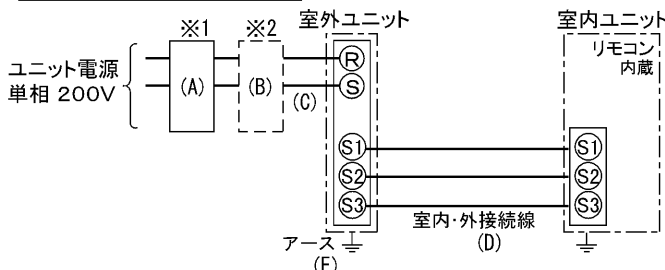 ※1
※2
室外ユニット
室内ユニット
ユニット電源
単相 200V
(A)
(B)
(C)
R
S
リモコン
内蔵
S1
S2
S3
S1
S2
S3
室内・外接続線
(D)
アース
(E)